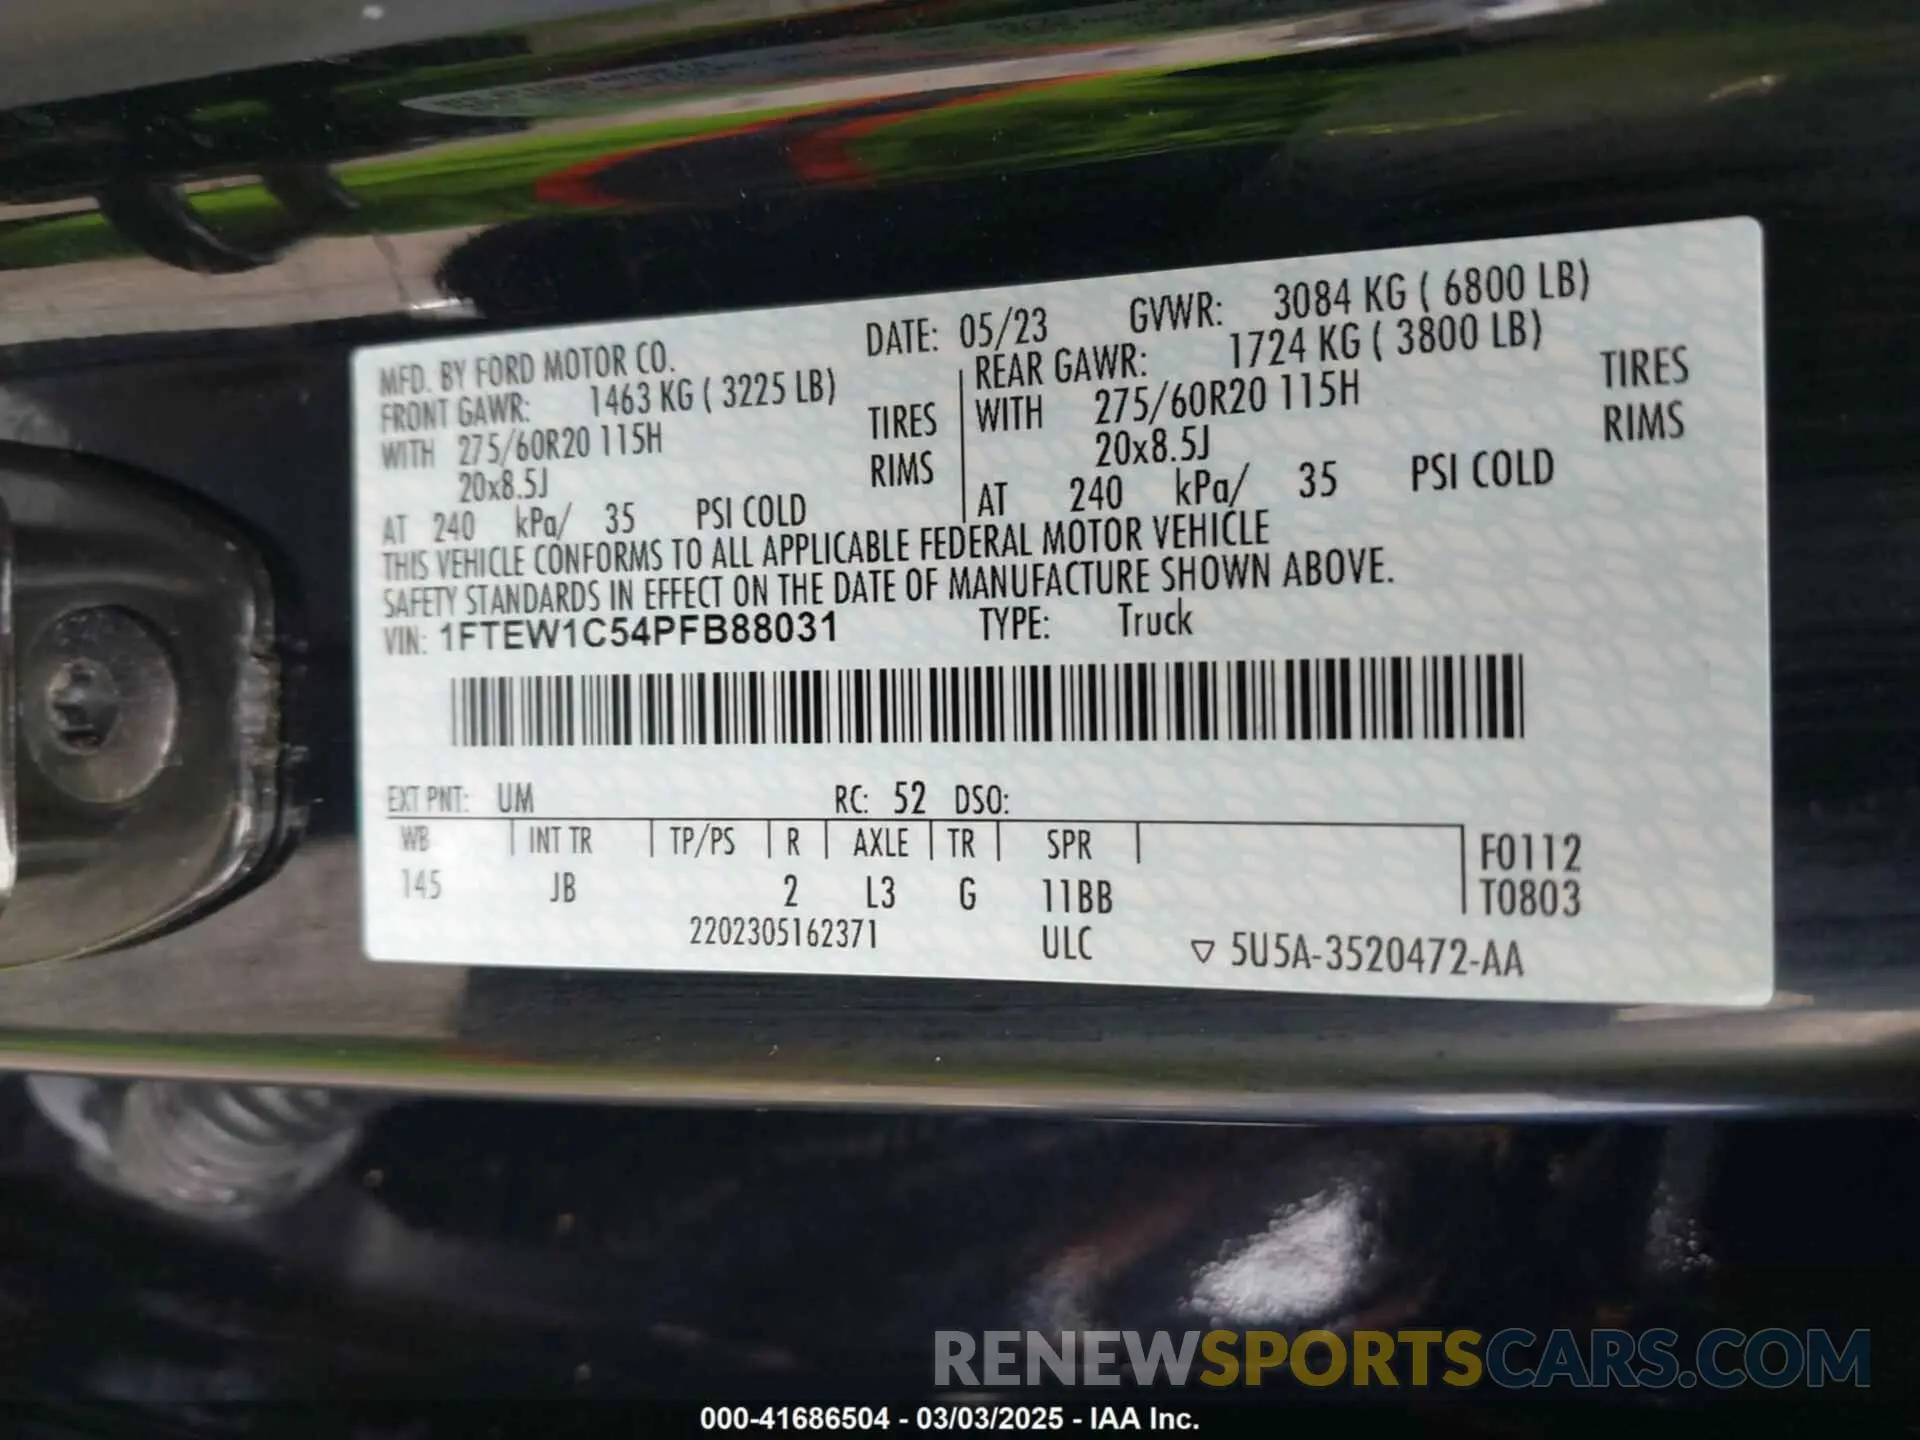 MFD. BY FORD MOTOR CO. DATE: 05/23 GVWR: 3084 KG ( 6800 LB)
FRONT GAWR: 1463 KG ( 3225 LB) REAR GAWR: 1724 KG ( 3800 LB)
WITH 275/60R20 115H TIRES WITH 275/60R20 115H TIRES
20x8.5J RIMS 20x8.5J RIMS
AT 240 kPa/ 35 PSI COLD AT 240 kPa/ 35 PSI COLD
THIS VEHICLE CONFORMS TO ALL APPLICABLE FEDERAL MOTOR VEHICLE
SAFETY STANDARDS IN EFFECT ON THE DATE OF MANUFACTURE SHOWN ABOVE.
VIN: 1FTEW1C54PFB88031 TYPE: Truck
EXT PNT: UM RC: 52 DSO:
WB INT TR TP/PS R AXLE TR SPR F0112
145 JB 2 L3 G 11BB T0803
2202305162371 ULC ▽ 5U5A-3520472-AA
RENEWSPORTSCARS.COM
000-41686504 - 03/03/2025 - IAA Inc.